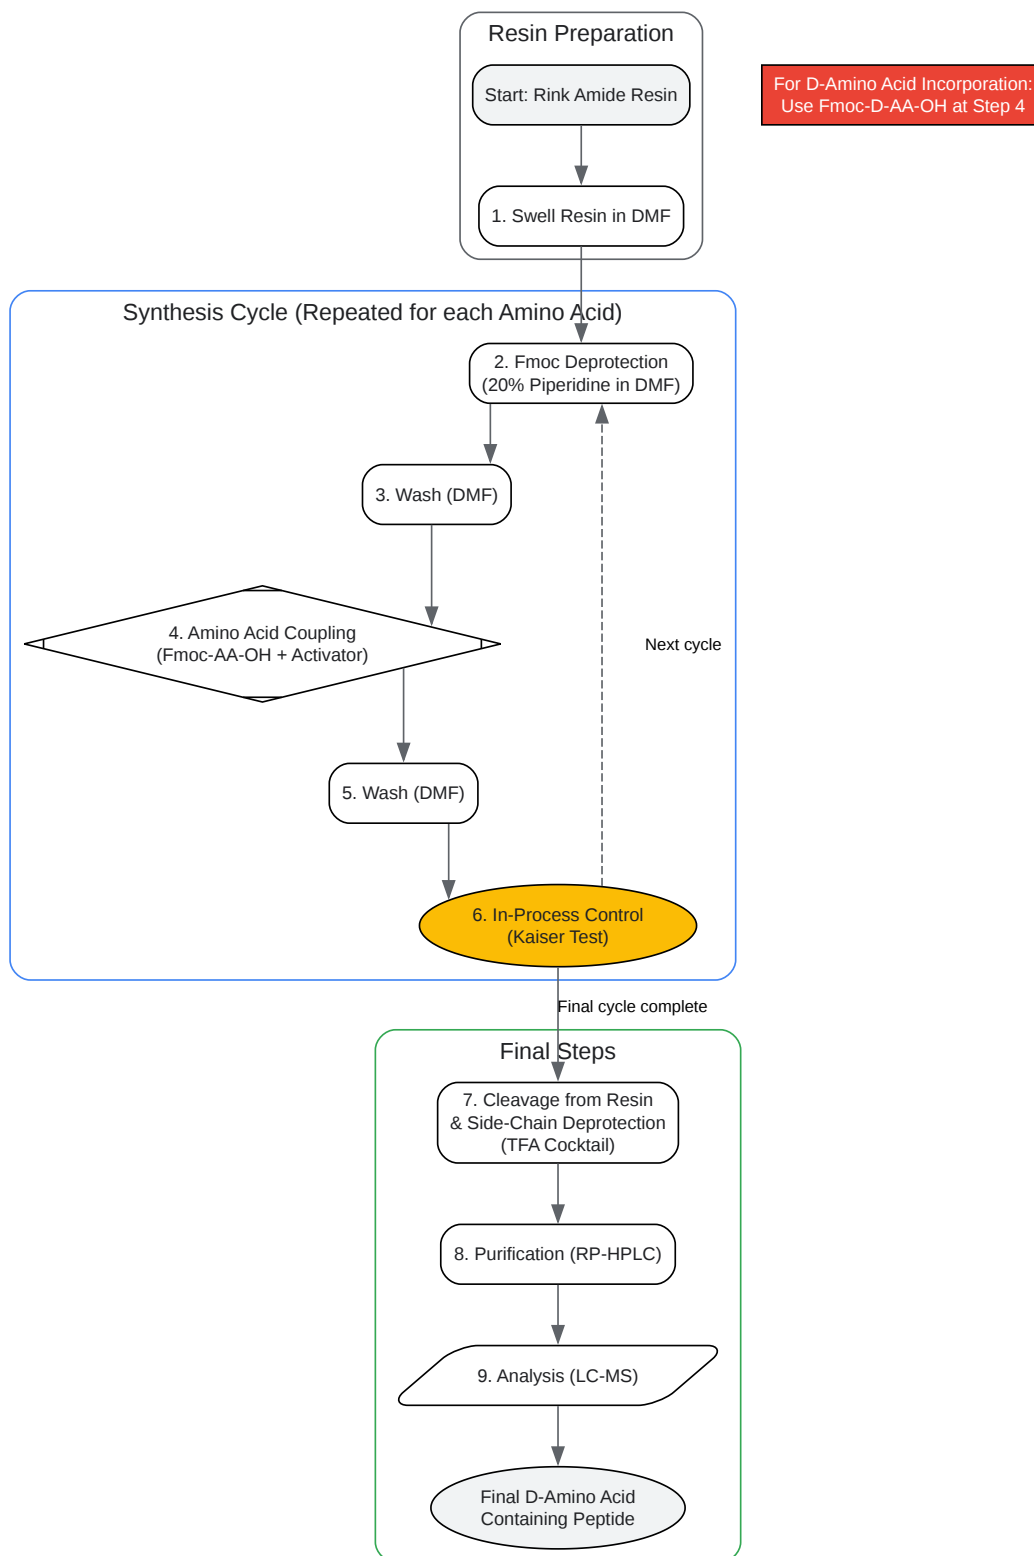 Resin Preparation
Start: Rink Amide Resin
For D-Amino Acid Incorporation:
Use Fmoc-D-AA-OH at Step 4
1. Swell Resin in DMF
Synthesis Cycle (Repeated for each Amino Acid)
2. Fmoc Deprotection
(20% Piperidine in DMF)
3. Wash (DMF)
4. Amino Acid Coupling
(Fmoc-AA-OH + Activator)
Next cycle
5. Wash (DMF)
6. In-Process Control
(Kaiser Test)
Final cycle complete
Final Steps
7. Cleavage from Resin
& Side-Chain Deprotection
(TFA Cocktail)
8. Purification (RP-HPLC)
9. Analysis (LC-MS)
Final D-Amino Acid
Containing Peptide